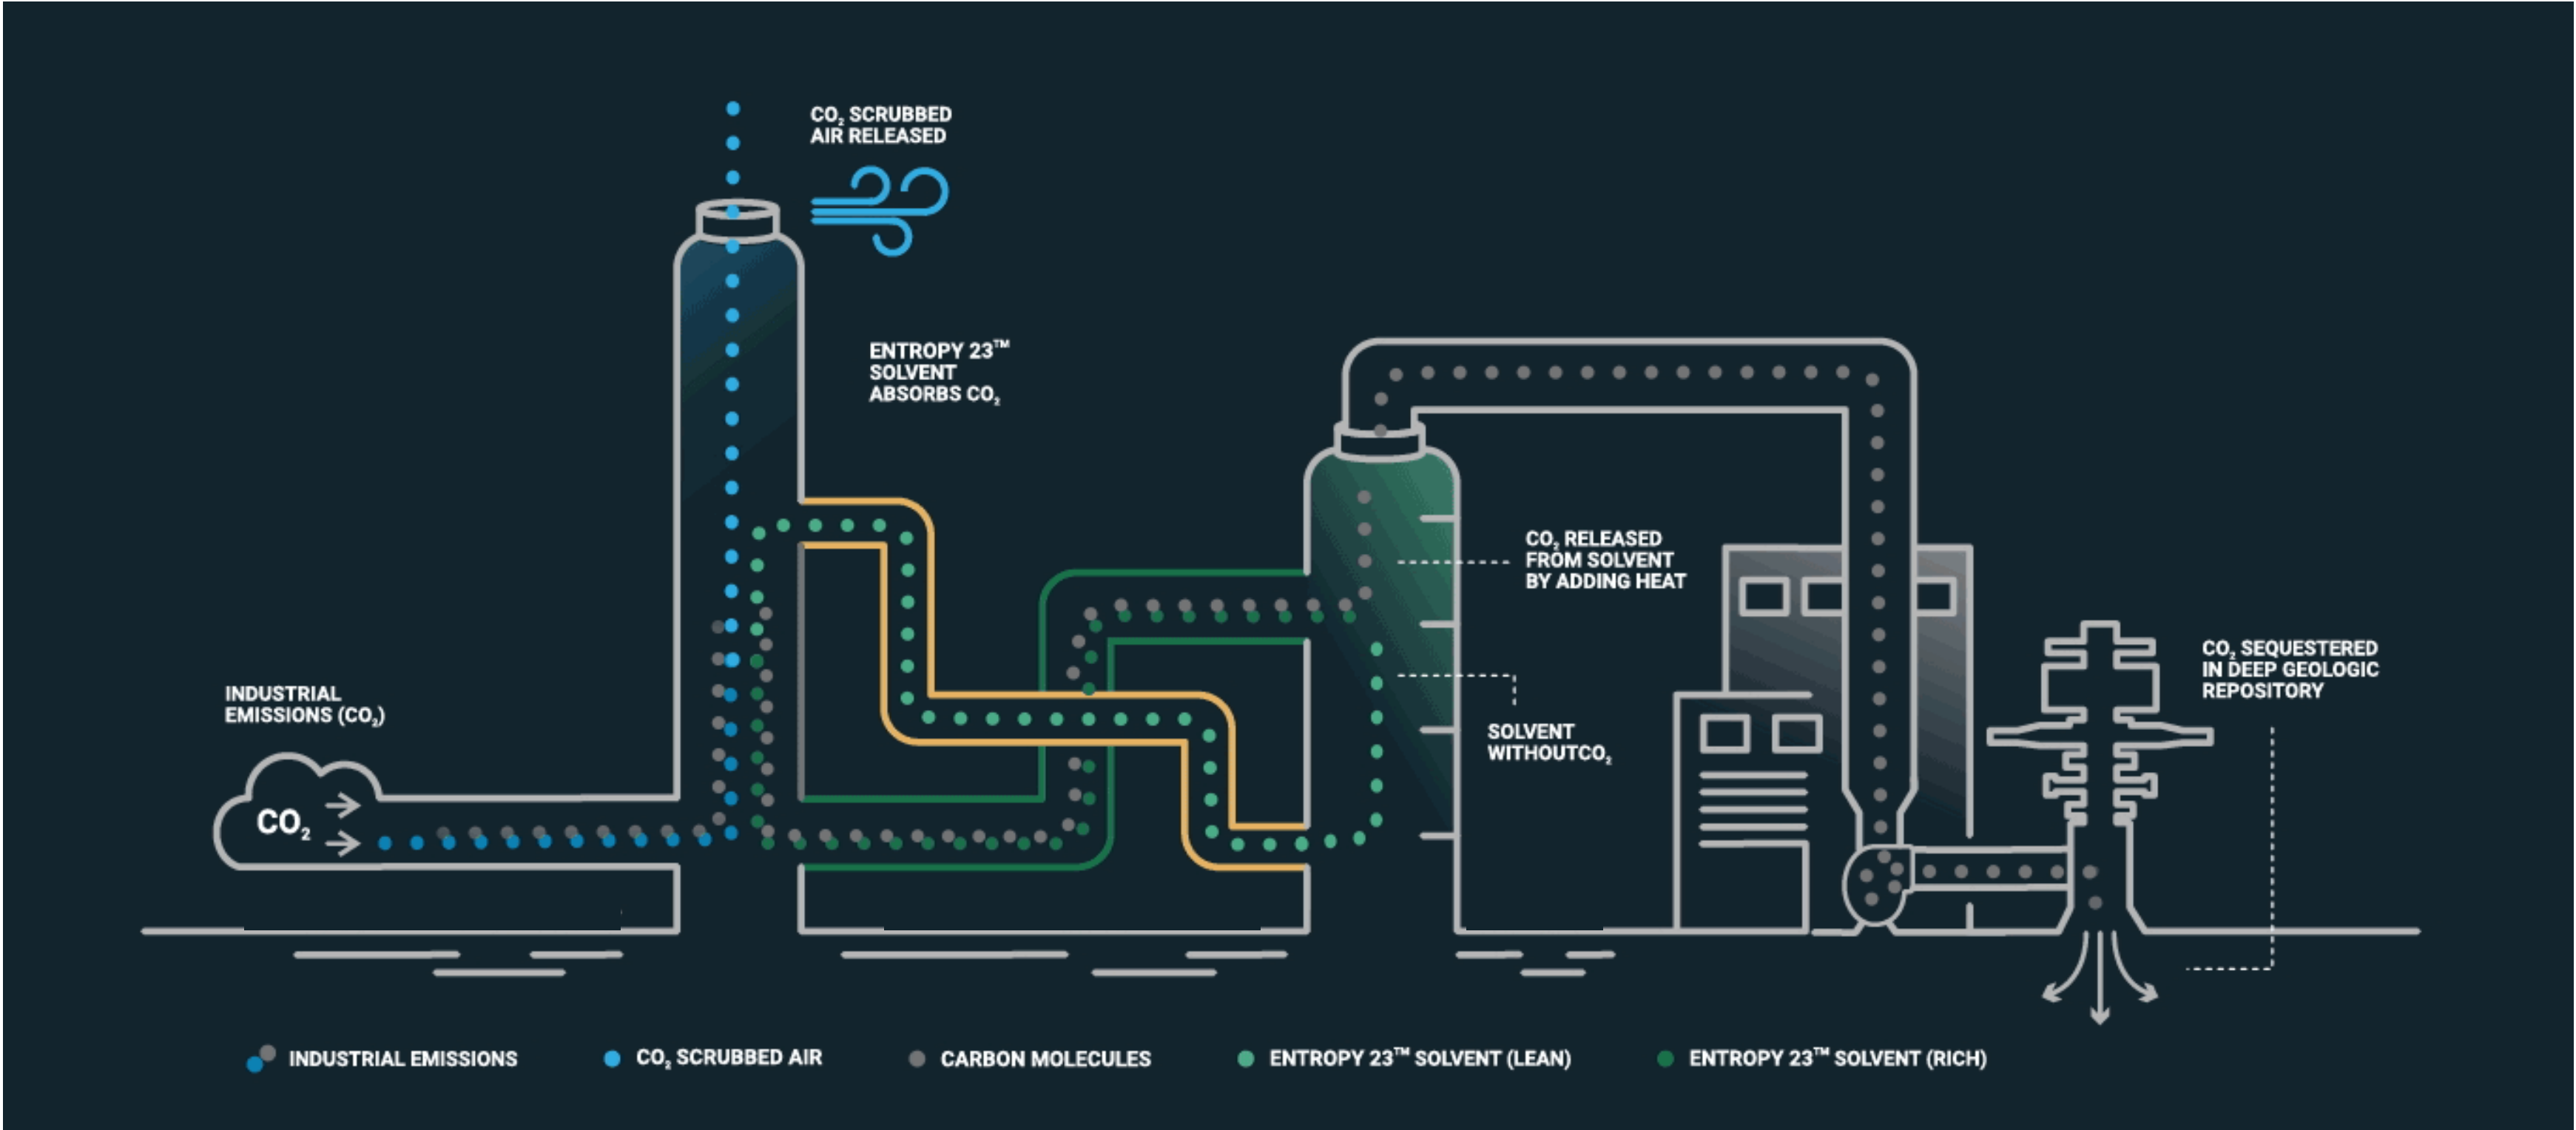 CO₂ SCRUBBED
AIR RELEASED
ENTROPY 23™
SOLVENT
ABSORBS CO₂
CO₂ RELEASED
FROM SOLVENT
BY ADDING HEAT
SOLVENT
WITHOUTCO₂
CO₂ SEQUESTERED
IN DEEP GEOLOGIC
REPOSITORY
INDUSTRIAL
EMISSIONS (CO₂)
CO₂
INDUSTRIAL EMISSIONS
CO₂ SCRUBBED AIR
CARBON MOLECULES
ENTROPY 23™ SOLVENT (LEAN)
ENTROPY 23™ SOLVENT (RICH)